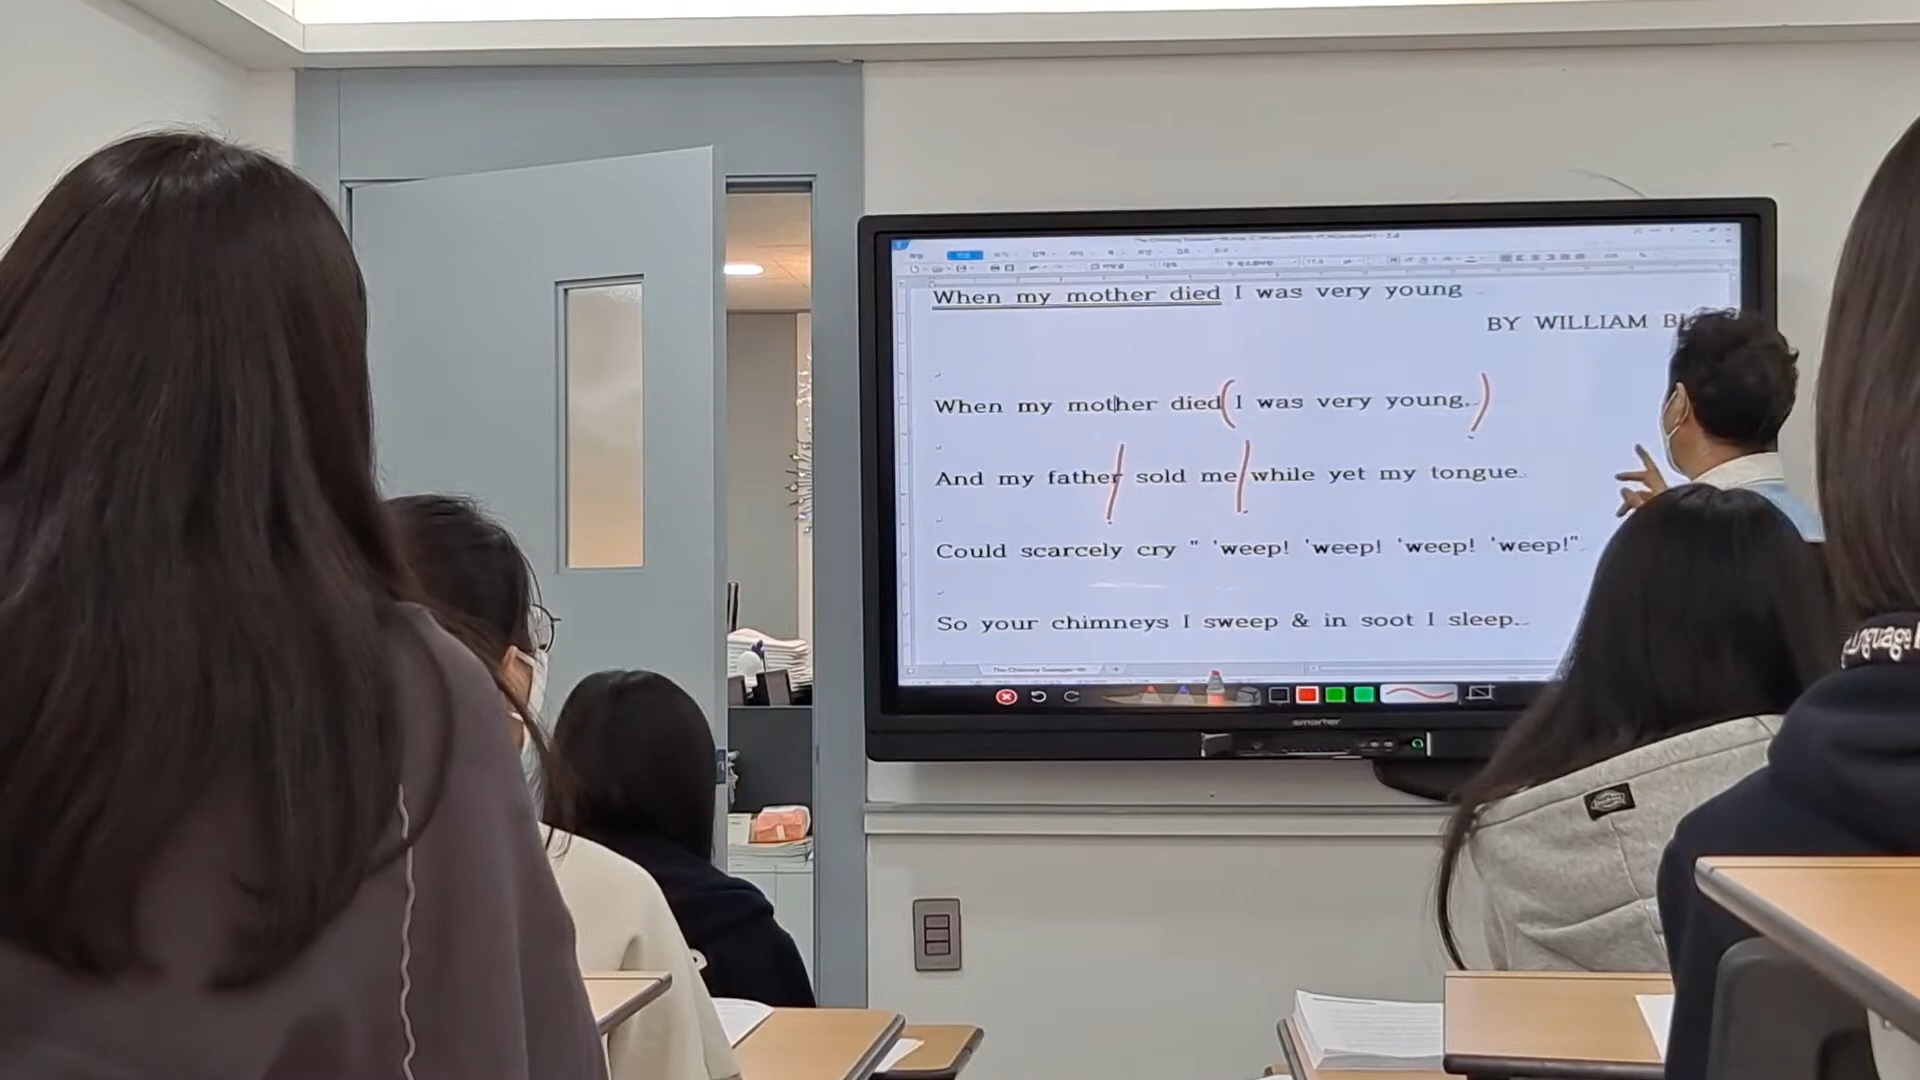 When my mother died I was very young
BY WILLIAM
When my mother died I was very young.
And my father sold me while yet my tongue
Could scarcely cry " 'weep! 'weep! 'weep! 'weep!"
So your chimneys I sweep & in soot I sleep.
smarter